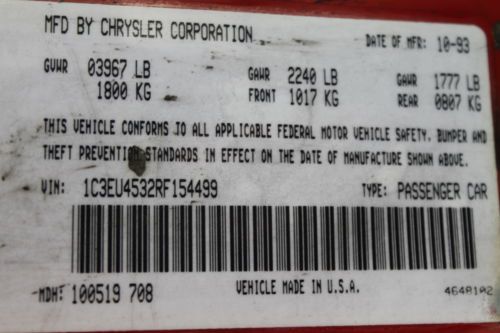 MFD BY CHRYSLER CORPORATION DATE OF MFR: 10-93
GVWR 03967 LB GAWR 2240 LB GAWR 1777 LB
1800 KG FRONT 1017 KG REAR 0807 KG
THIS VEHICLE CONFORMS TO ALL APPLICABLE FEDERAL MOTOR VEHICLE SAFETY, BUMPER AND
THEFT PREVENTION STANDARDS IN EFFECT ON THE DATE OF MANUFACTURE SHOWN ABOVE.
VIN: 1C3EU4532RF154499 TYPE: PASSENGER CAR
MDH: 100519 708 VEHICLE MADE IN U.S.A. 4648102